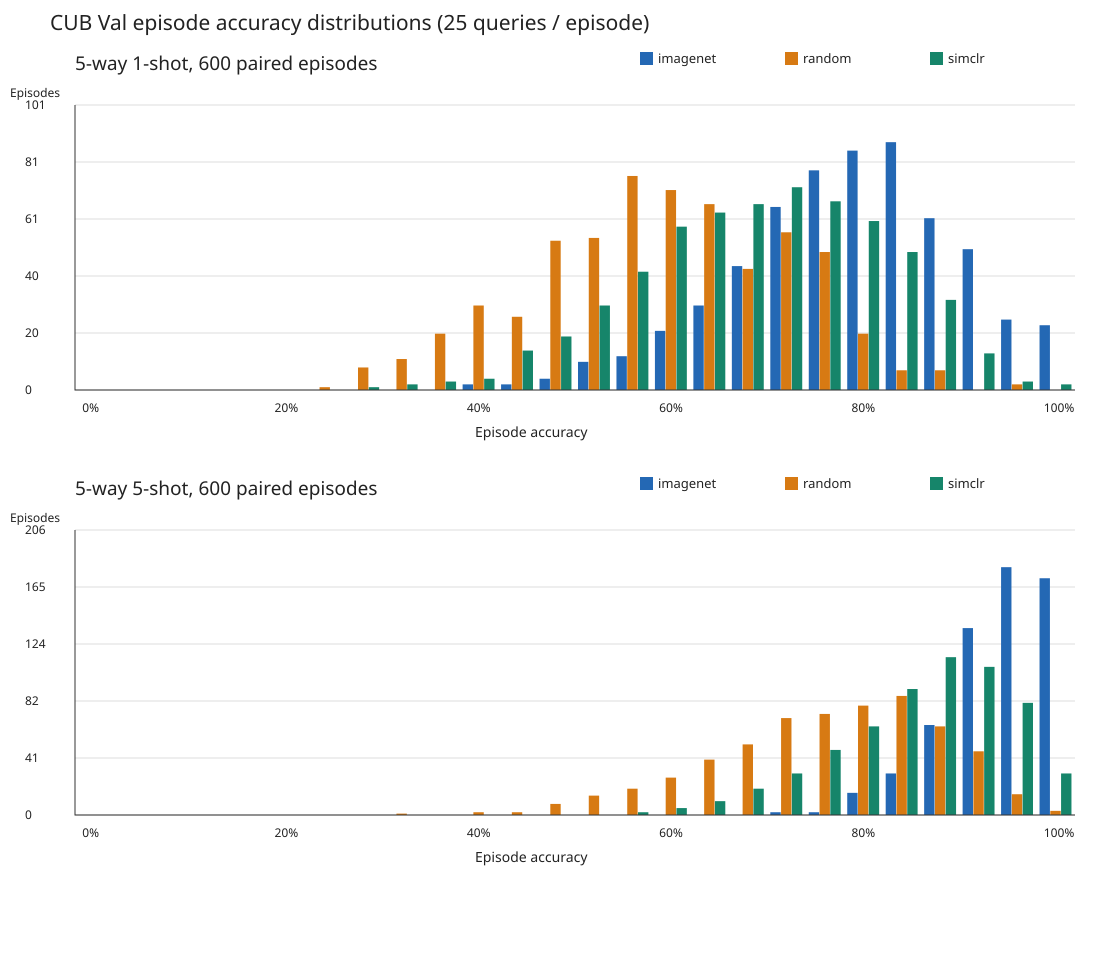 CUB Val episode accuracy distributions (25 queries / episode)
5-way 1-shot, 600 paired episodes
imagenet random simclr
Episodes
101
81
61
40
20
0
0% 20% 40% 60% 80% 100%
Episode accuracy
5-way 5-shot, 600 paired episodes
imagenet random simclr
Episodes
206
165
124
82
41
0
0% 20% 40% 60% 80% 100%
Episode accuracy